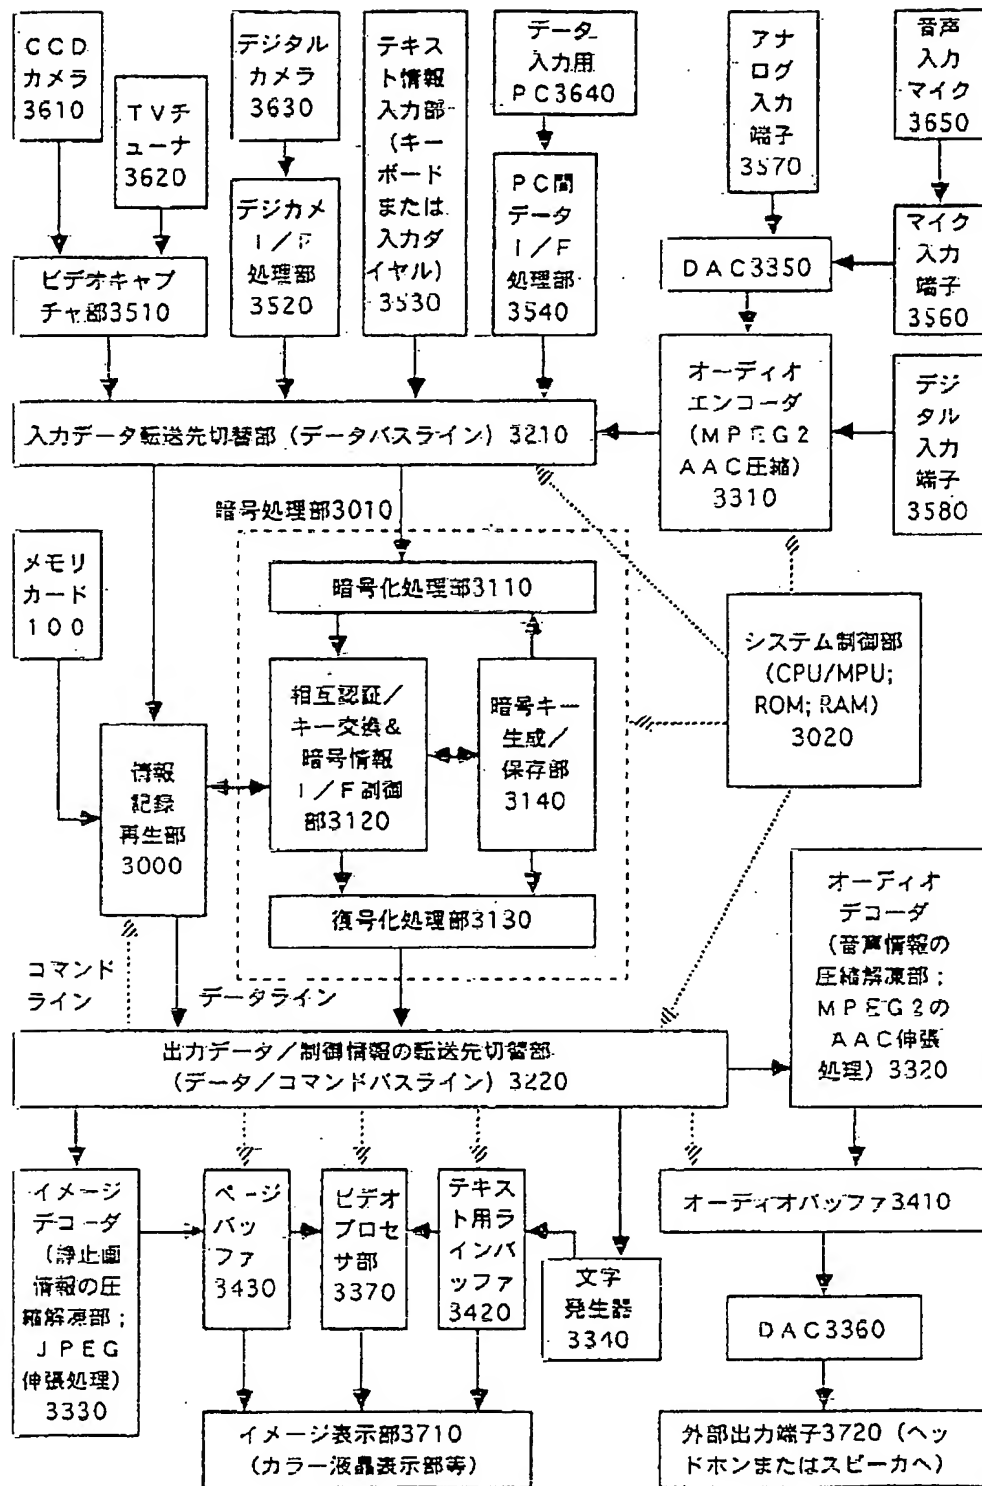 CCD
カメラ
3610
TVチ
ューナ
3620
デジタル
カメラ
3630
テキス
ト情報
入力部
(キー
ボード
または
入力ダ
イヤル)
3530
データ
入力用
PC3640
アナ
ログ
入力
端子
3570
音声
入力
マイク
3650
ビデオキャプ
チャ部3510
デジカメ
I/F
処理部
3520
PC間
データ
I/F
処理部
3540
DAC3350
マイク
入力
端子
3560
入力データ転送先切替部(データバスライン)3210
オーディオ
エンコーダ
(MPEG2
AAC圧縮)
3310
デジ
タル
入力
端子
3580
暗号処理部3010
メモリ
カード
100
暗号化処理部3110
システム制御部
(CPU/MPU;
ROM;RAM)
3020
相互認証/
キー交換&
暗号情報
I/F制御
部3120
暗号キー
生成/
保存部
3140
情報
記録
再生部
3000
復号化処理部3130
オーディオ
デコーダ
(音声情報の
圧縮解凍部;
MPEG2の
AAC伸張
処理)3320
コマンド
ライン
データライン
出力データ/制御情報の転送先切替部
(データ/コマンドバスライン)3220
イメージ
デコーダ
(静止画
情報の圧
縮解凍部;
JPEG
伸張処理)
3330
ページ
バッ
ファ
3430
ビデオ
プロセ
サ部
3370
テキス
ト用ラ
インバ
ッファ
3420
文字
発生器
3340
オーディオバッファ3410
DAC3360
イメージ表示部3710
(カラー液晶表示部等)
外部出力端子3720(ヘッ
ドホンまたはスピーカへ)